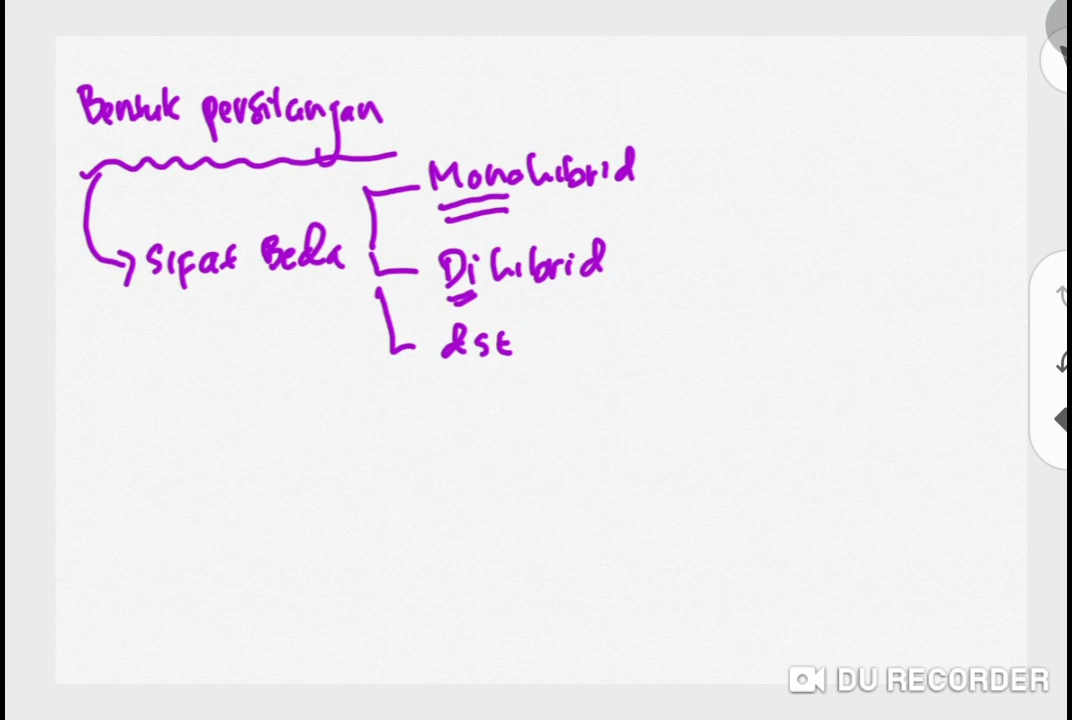 Bentuk persilangan
Monohibrid
Sifat Beda
Dihibrid
dst
DU RECORDER